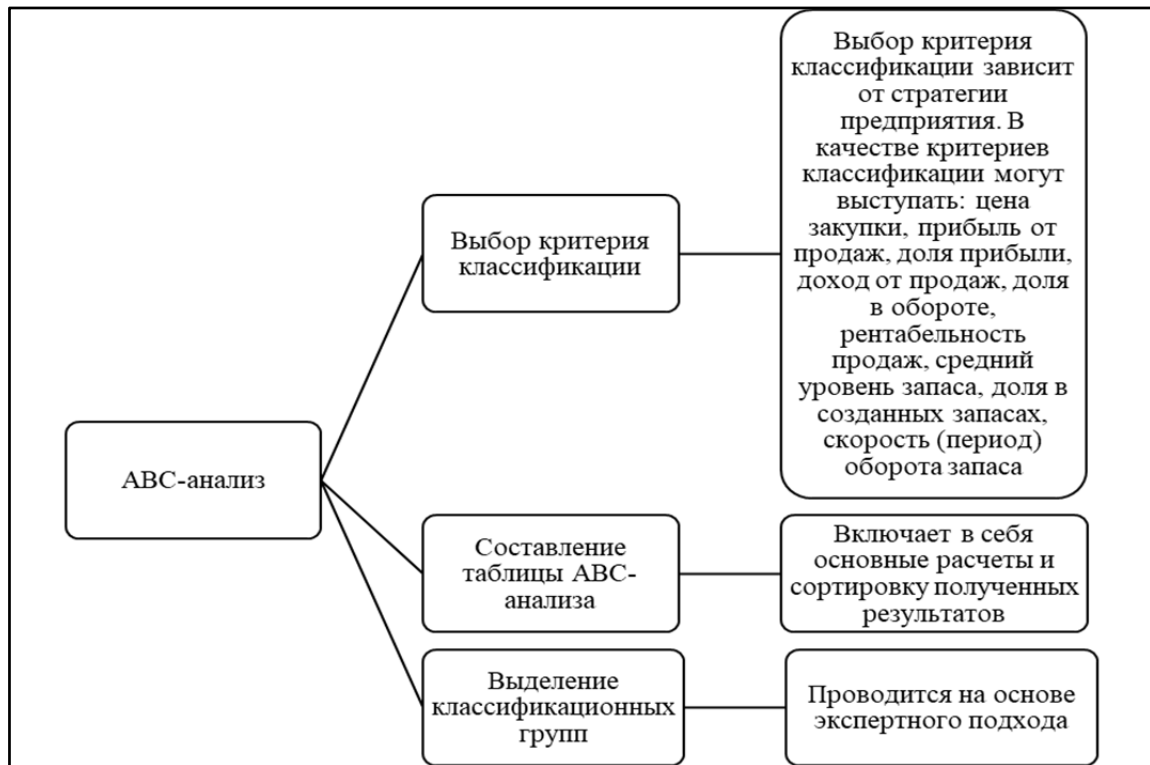 АВС-анализ
Выбор критерия
классификации
Выбор критерия
классификации зависит
от стратегии
предприятия. В
качестве критериев
классификации могут
выступать: цена
закупки, прибыль от
продаж, доля прибыли,
доход от продаж, доля
в обороте,
рентабельность
продаж, средний
уровень запаса, доля в
созданных запасах,
скорость (период)
оборота запаса
Составление
таблицы АВС-
анализа
Включает в себя
основные расчеты и
сортировку полученных
результатов
Выделение
классификационных
групп
Проводится на основе
экспертного подхода